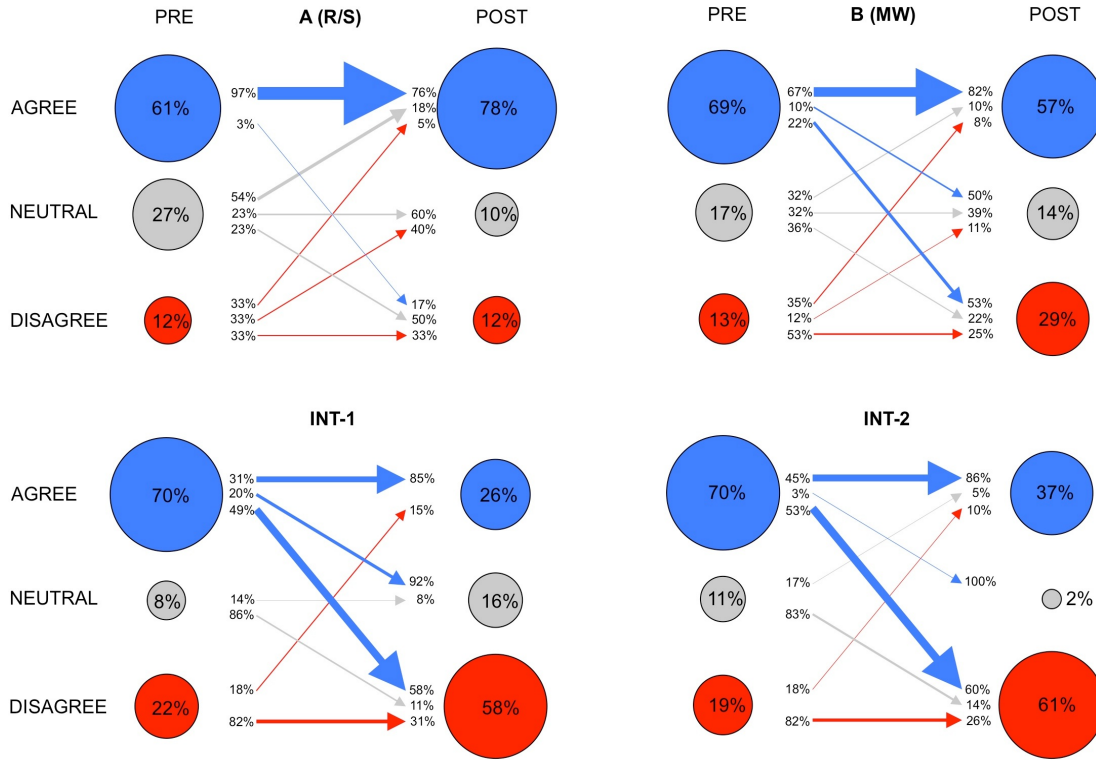 PRE A (R/S) POST PRE B (MW) POST
97% 76% 67% 82%
AGREE 61% 18% 78% 69% 10% 10% 57%
3% 5% 22% 8%
54% 32% 50%
NEUTRAL 27% 23% 60% 10% 17% 32% 39% 14%
23% 40% 36% 11%
33% 17% 35% 53%
DISAGREE 12% 33% 50% 12% 13% 12% 22% 29%
33% 33% 53% 25%
INT-1 INT-2
31% 85% 45% 86%
AGREE 70% 20% 26% 70% 3% 5% 37%
49% 15% 53% 10%
92% 17% 100%
NEUTRAL 8% 14% 8% 16% 11% 2%
86% 83%
18% 58% 18% 60%
DISAGREE 22% 11% 58% 19% 14% 61%
82% 31% 82% 26%